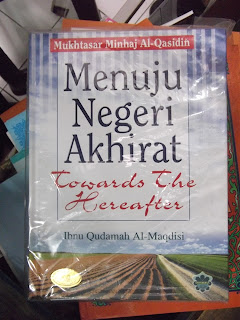 Mukhtasar Minhaj Al-Qasidin
Menuju
Negeri
Akhirat
Towards The
Hereafter
Ibnu Qudamah Al-Maqdisi